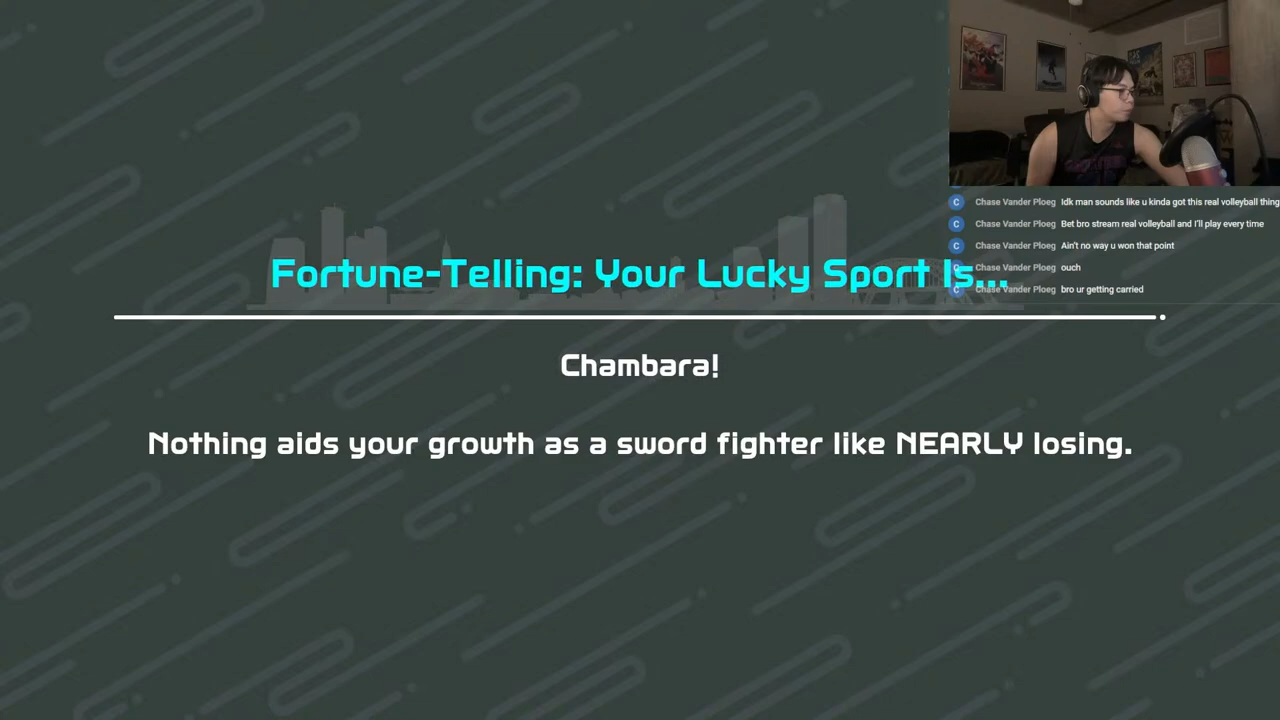 Chase Vander Ploeg Idk man sounds like u kinda got this real volleyball thing
C Chase Vander Ploeg Bet bro stream real volleyball and I'll play every time
C Chase Vander Ploeg Ain't no way u won that point
C Chase Vander Ploeg ouch
C Chase Vander Ploeg bro ur getting carried
Fortune-Telling: Your Lucky Sport Is...
Chambara!
Nothing aids your growth as a sword fighter like NEARLY losing.